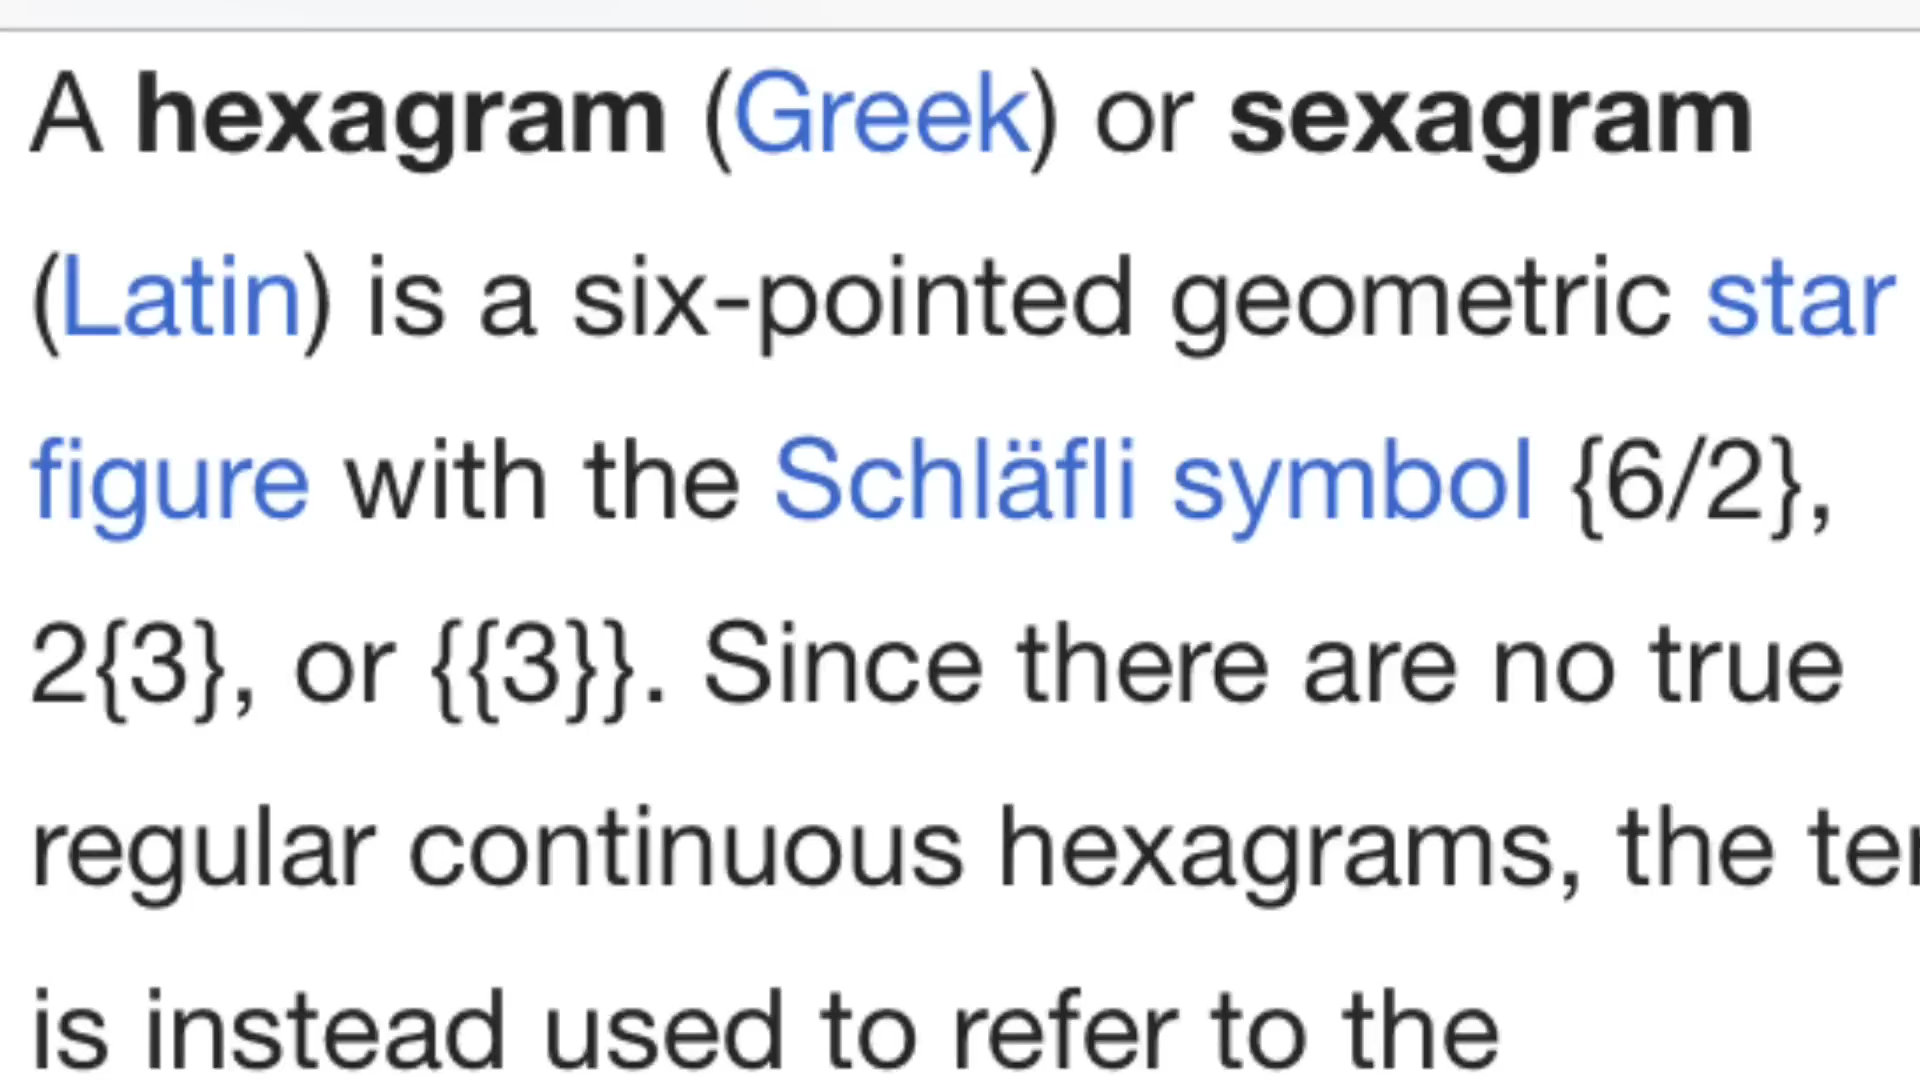 A hexagram (Greek) or sexagram
(Latin) is a six-pointed geometric star
figure with the Schläfli symbol {6/2},
2{3}, or {{3}}. Since there are no true
regular continuous hexagrams, the
is instead used to refer to the